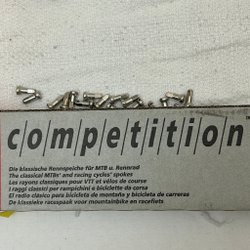 c/o/m/p/e/t/i/t/i/o/n
Die klassische Rennspeiche für MTB u. Rennrad
The classical MTBs' and racing cycles' spokes
Les rayons classiques pour VTT et vélos de course
I raggi classici per rampichini e biciclette da corsa
El radio clásico para bicicleta de montaña y bicicleta de carreras
De klassieke racespaak voor mountainbike en racefiets